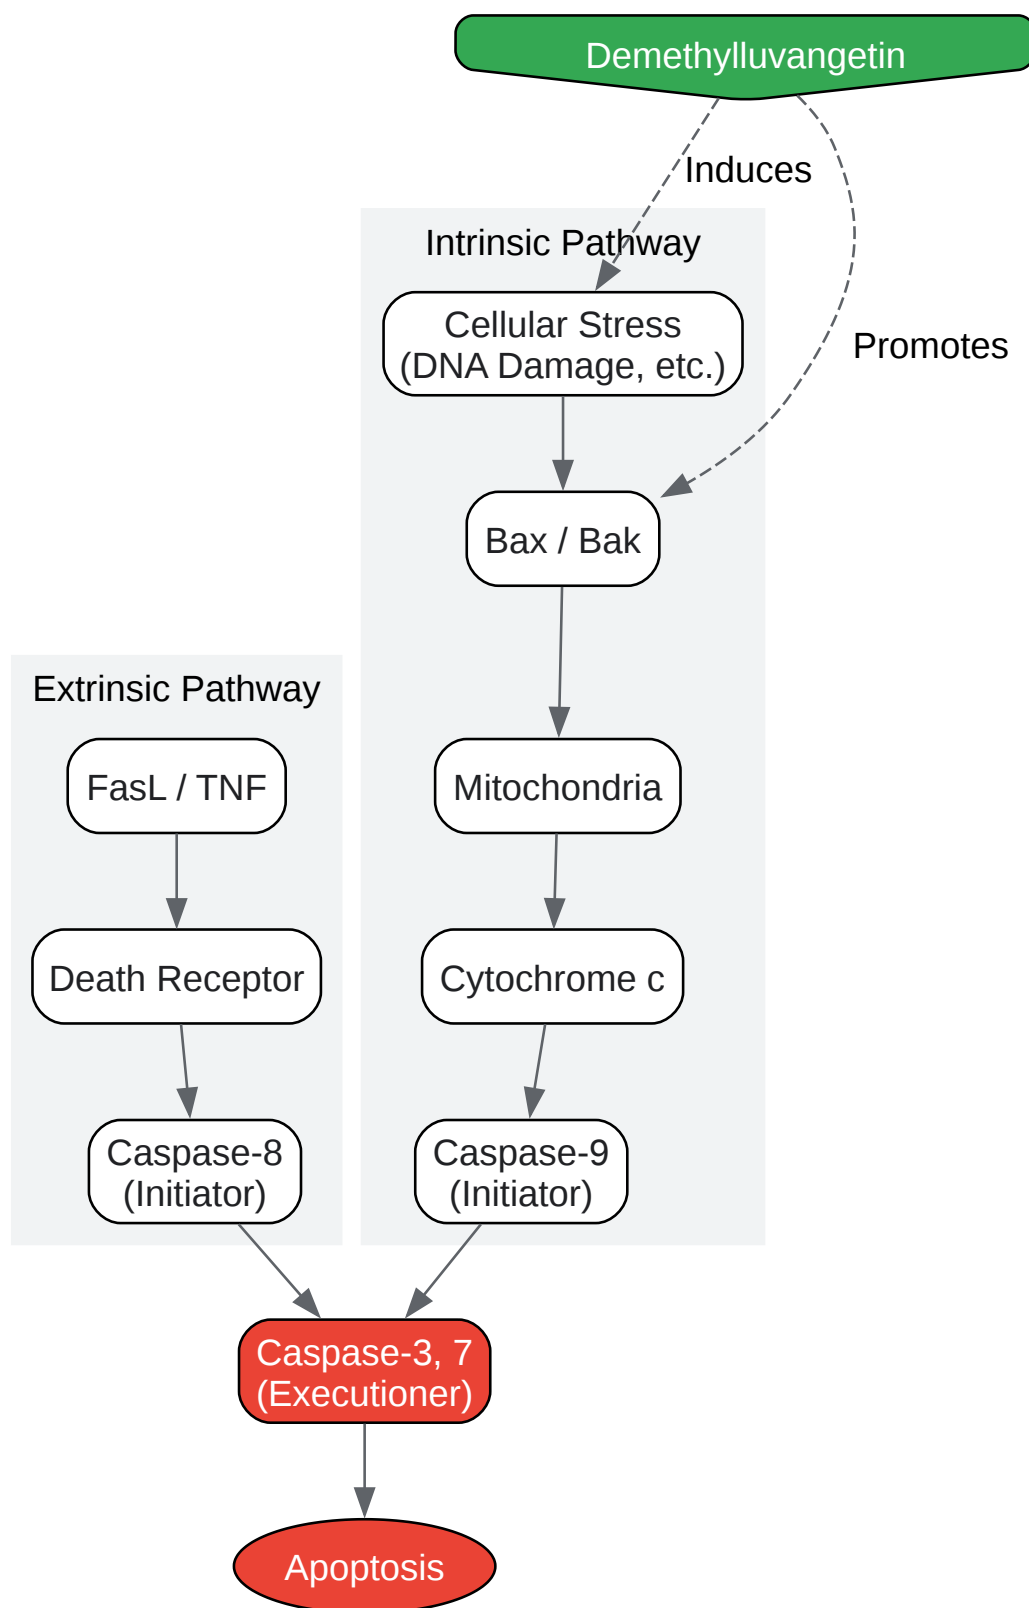 Demethylluvangetin
Induces
Intrinsic Pathway
Cellular Stress
(DNA Damage, etc.)
Promotes
Bax / Bak
Extrinsic Pathway
FasL / TNF
Mitochondria
Death Receptor
Cytochrome c
Caspase-8
(Initiator)
Caspase-9
(Initiator)
Caspase-3, 7
(Executioner)
Apoptosis